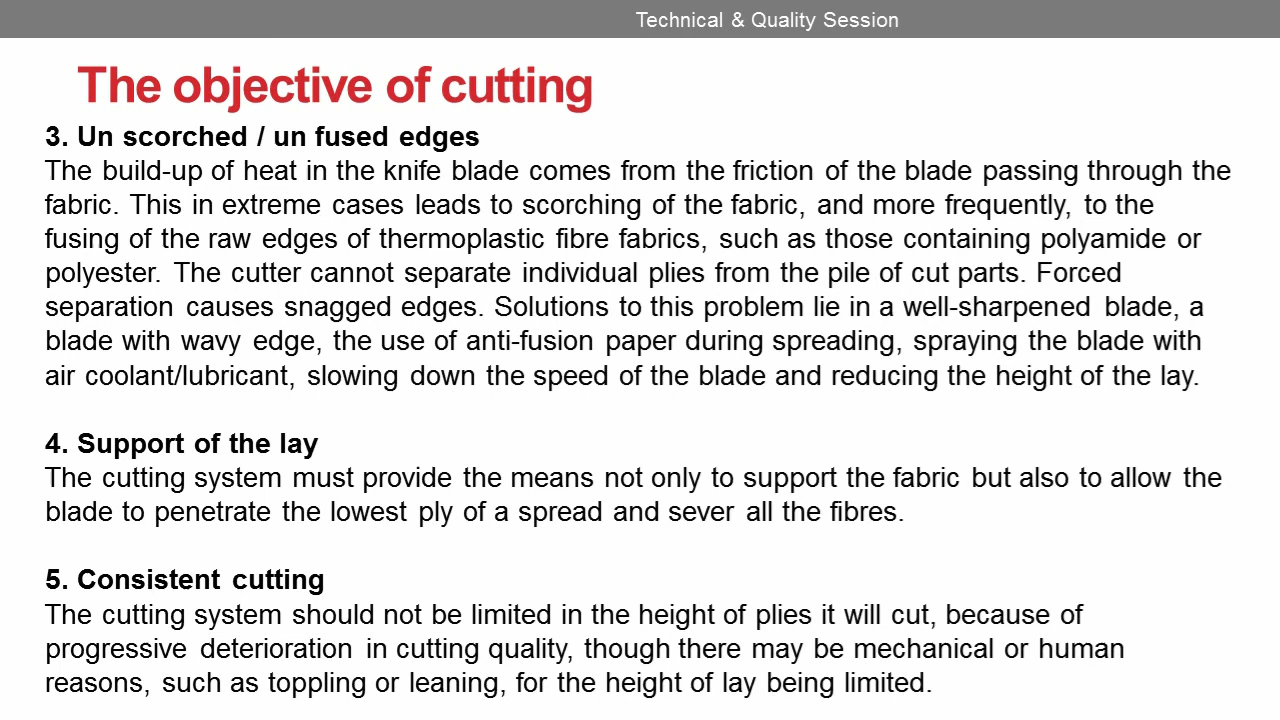 Technical & Quality Session
The objective of cutting
3. Un scorched / un fused edges
The build-up of heat in the knife blade comes from the friction of the blade passing through the
fabric. This in extreme cases leads to scorching of the fabric, and more frequently, to the
fusing of the raw edges of thermoplastic fibre fabrics, such as those containing polyamide or
polyester. The cutter cannot separate individual plies from the pile of cut parts. Forced
separation causes snagged edges. Solutions to this problem lie in a well-sharpened blade, a
blade with wavy edge, the use of anti-fusion paper during spreading, spraying the blade with
air coolant/lubricant, slowing down the speed of the blade and reducing the height of the lay.
4. Support of the lay
The cutting system must provide the means not only to support the fabric but also to allow the
blade to penetrate the lowest ply of a spread and sever all the fibres.
5. Consistent cutting
The cutting system should not be limited in the height of plies it will cut, because of
progressive deterioration in cutting quality, though there may be mechanical or human
reasons, such as toppling or leaning, for the height of lay being limited.